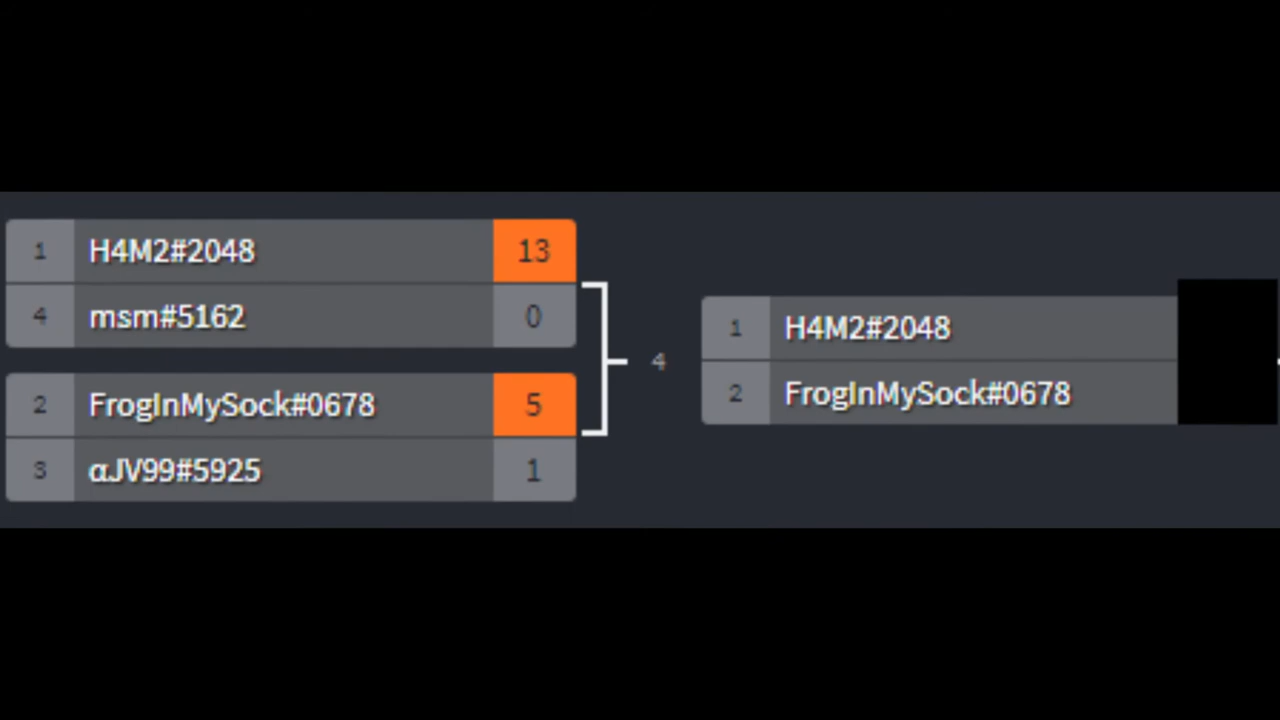 1 H4M2#2048 13
4 msm#5162 0
2 FrogInMySock#0678 5
3 αJV99#5925 1
4
1 H4M2#2048
2 FrogInMySock#0678